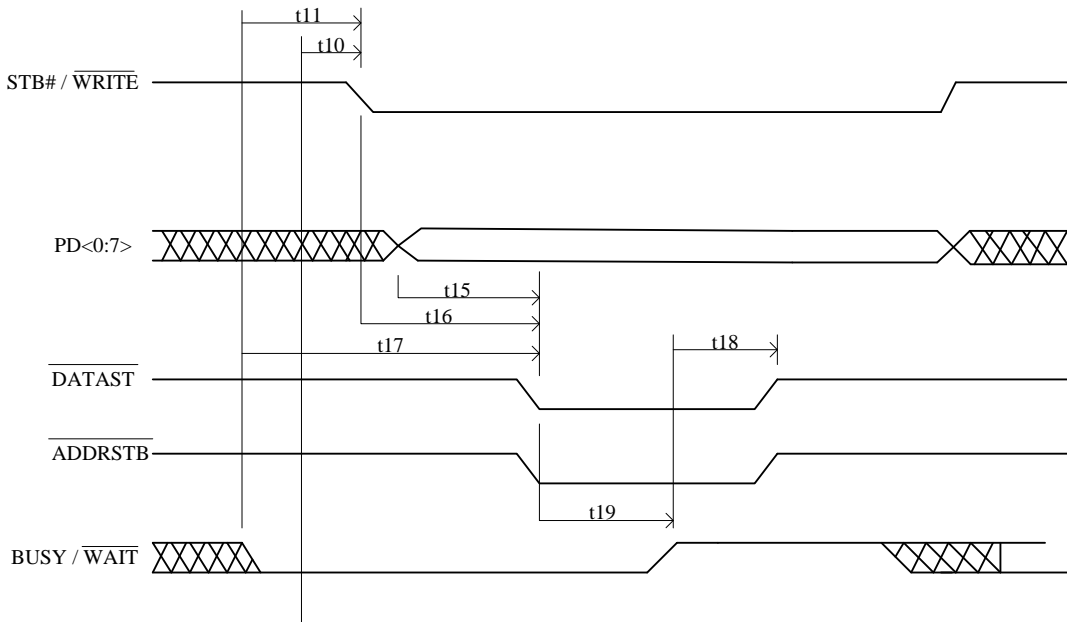 t11
t10
STB# / WRITE
PD<0:7>
t15
t16
t17
t18
DATAST
ADDRSTB
t19
BUSY / WAIT